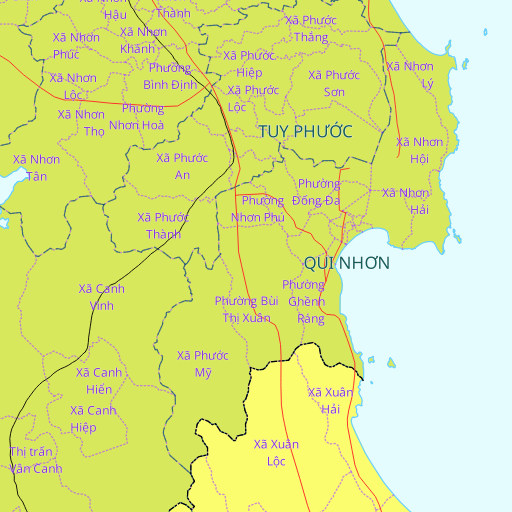 Xã Nhơn
Hậu
Thành
Xã Phước
Thắng
Xã Nhơn
Phúc
Xã Nhơn
Khánh
Xã Phước
Hiệp
Xã Nhơn
Lý
Phường
Bình Định
Xã Phước
Sơn
Xã Nhơn
Lộc
Xã Phước
Lộc
Xã Nhơn
Thọ
Phường
Nhơn Hoà
TUY PHƯỚC
Xã Nhơn
Hội
Xã Nhơn
Tân
Xã Phước
An
Phường
Đống Đa
Xã Nhơn
Hải
Phường
Nhơn Phú
Xã Phước
Thành
QUI NHƠN
Xã Canh
Vinh
Phường
Ghềnh
Ráng
Phường Bùi
Thị Xuân
Xã Phước
Mỹ
Xã Canh
Hiển
Xã Xuân
Hải
Xã Canh
Hiệp
Thị trấn
Vân Canh
Xã Xuân
Lộc